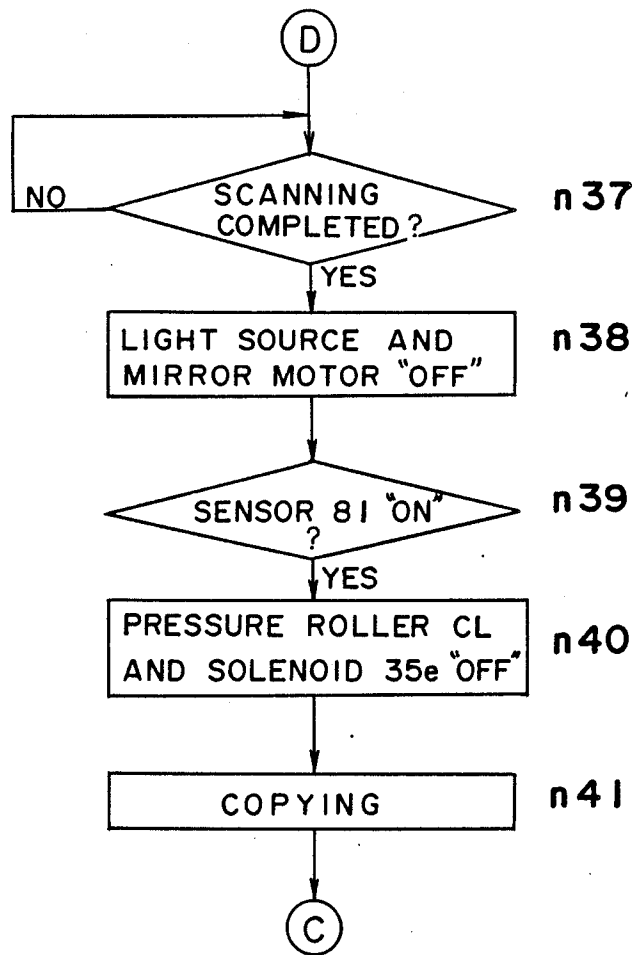 D
NO
SCANNING
COMPLETED?
n37
YES
LIGHT SOURCE AND
MIRROR MOTOR "OFF"
n38
SENSOR 81 "ON"
?
n39
YES
PRESSURE ROLLER CL
AND SOLENOID 35e "OFF"
n40
COPYING
n41
C